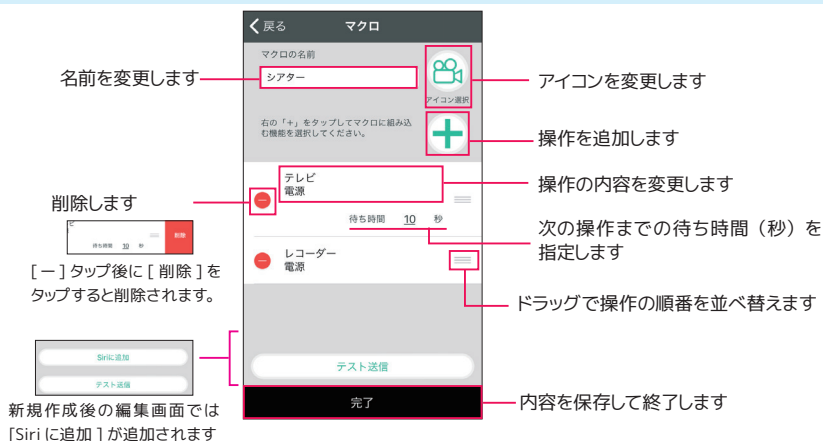 戻る
マクロ
マクロの名前
シアター
アイコン選択
名前を変更します
アイコンを変更します
右の「+」をタップしてマクロに組み込
む機能を選択してください。
操作を追加します
テレビ
電源
操作の内容を変更します
待ち時間 10 秒
次の操作までの待ち時間（秒）を
指定します
削除します
ビ
待ち時間 10 秒
削除
[－] タップ後に [ 削除 ] を
タップすると削除されます。
レコーダー
電源
ドラッグで操作の順番を並べ替えます
Siriに追加
テスト送信
テスト送信
新規作成後の編集画面では
[Siri に追加 ] が追加されます
完了
内容を保存して終了します